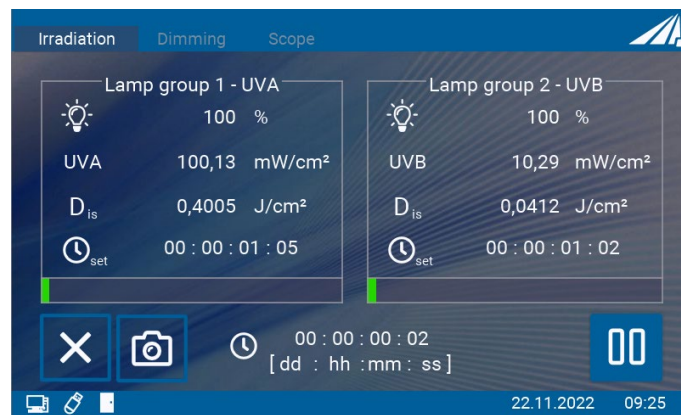 Irradiation Dimming Scope
Lamp group 1 - UVA
100 %
UVA 100,13 mW/cm²
Dis 0,4005 J/cm²
set 00 : 00 : 01 : 05
Lamp group 2 - UVB
100 %
UVB 10,29 mW/cm²
Dis 0,0412 J/cm²
set 00 : 00 : 01 : 02
00 : 00 : 00 : 02
[ dd : hh : mm : ss ]
22.11.2022 09:25